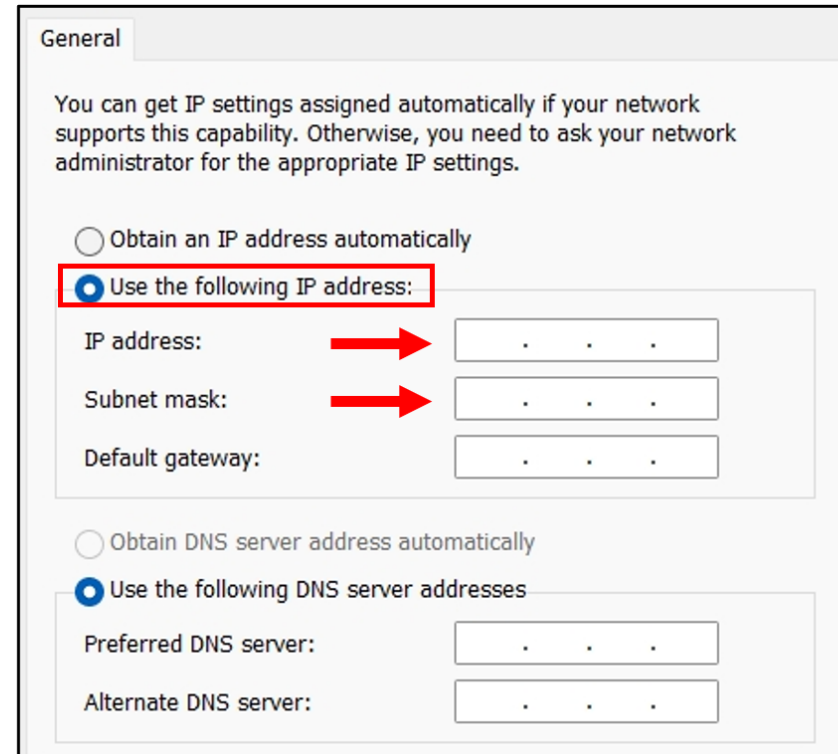 General
You can get IP settings assigned automatically if your network
supports this capability. Otherwise, you need to ask your network
administrator for the appropriate IP settings.
Obtain an IP address automatically
Use the following IP address:
IP address: . . .
Subnet mask: . . .
Default gateway: . . .
Obtain DNS server address automatically
Use the following DNS server addresses
Preferred DNS server: . . .
Alternate DNS server: . . .